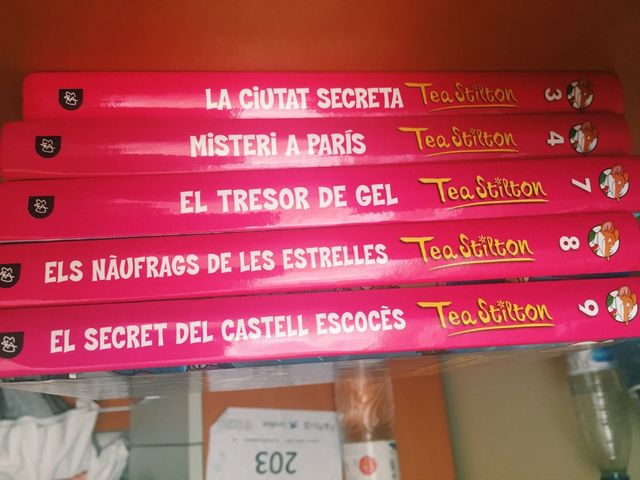 LA CIUTAT SECRETA Tea Stilton 3
MISTERI A PARÍS Tea Stilton 4
EL TRESOR DE GEL Tea Stilton 7
ELS NÀUFRAGS DE LES ESTRELLES Tea Stilton 8
EL SECRET DEL CASTELL ESCOCÈS Tea Stilton 9
203